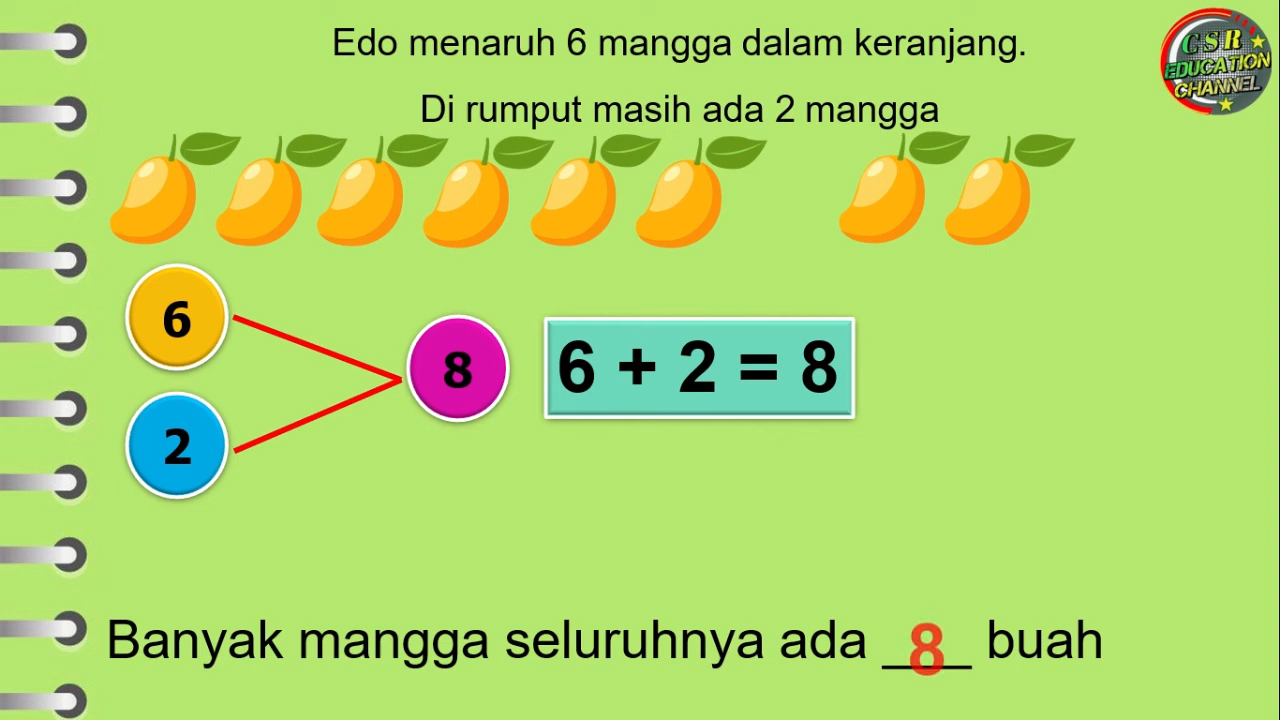 Edo menaruh 6 mangga dalam keranjang.
Di rumput masih ada 2 mangga
CSR
EDUCATION
CHANNEL
6
2
8
6 + 2 = 8
Banyak mangga seluruhnya ada 8 buah